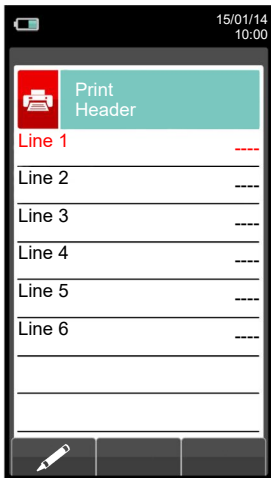 15/01/14
10:00
Print
Header
Line 1 ----
Line 2 ----
Line 3 ----
Line 4 ----
Line 5 ----
Line 6 ----